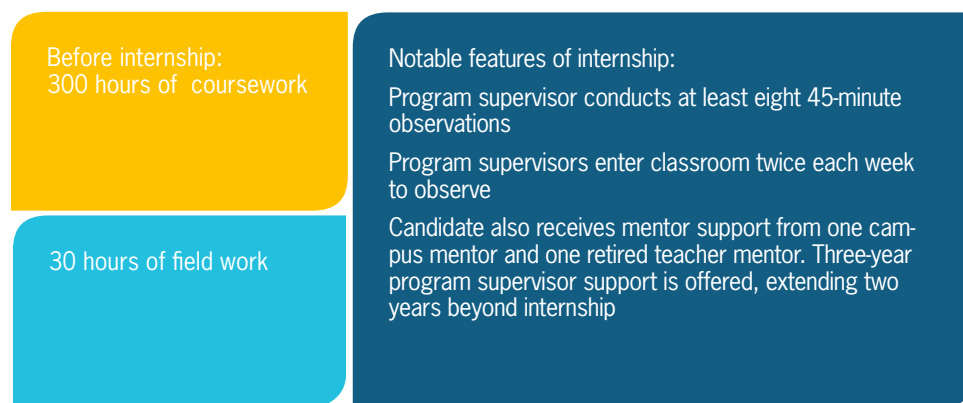 Before internship:
300 hours of coursework
30 hours of field work
Notable features of internship:
Program supervisor conducts at least eight 45-minute
observations
Program supervisors enter classroom twice each week
to observe
Candidate also receives mentor support from one cam-
pus mentor and one retired teacher mentor. Three-year
program supervisor support is offered, extending two
years beyond internship